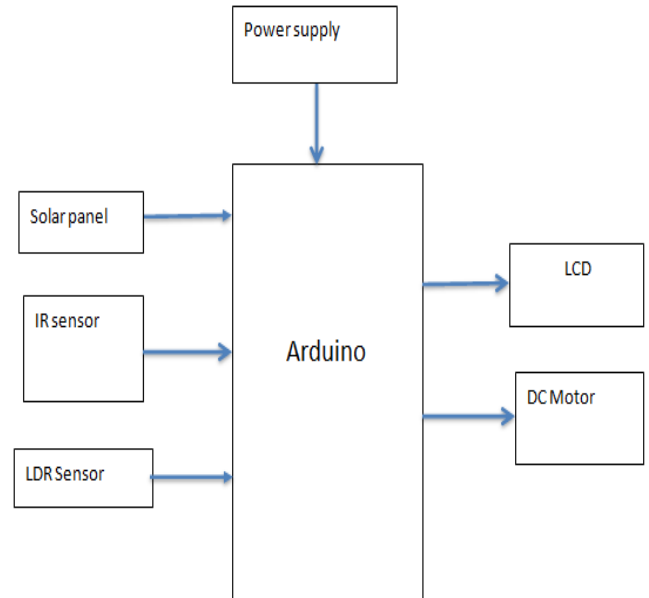 Power supply
Solar panel
IR sensor
LDR Sensor
Arduino
LCD
DC Motor